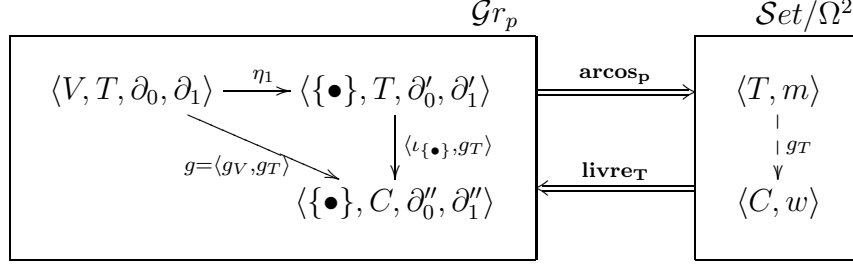 𝒢r_p 𝒮et/Ω²
⟨V, T, ∂₀, ∂₁⟩ η₁ ⟨{●}, T, ∂₀′, ∂₁′⟩ arcos_p ⟨T, m⟩
g=⟨g_V,g_T⟩ ⟨ι_{●},g_T⟩ g_T
livre_T
⟨{●}, C, ∂₀″, ∂₁″⟩ ⟨C, w⟩